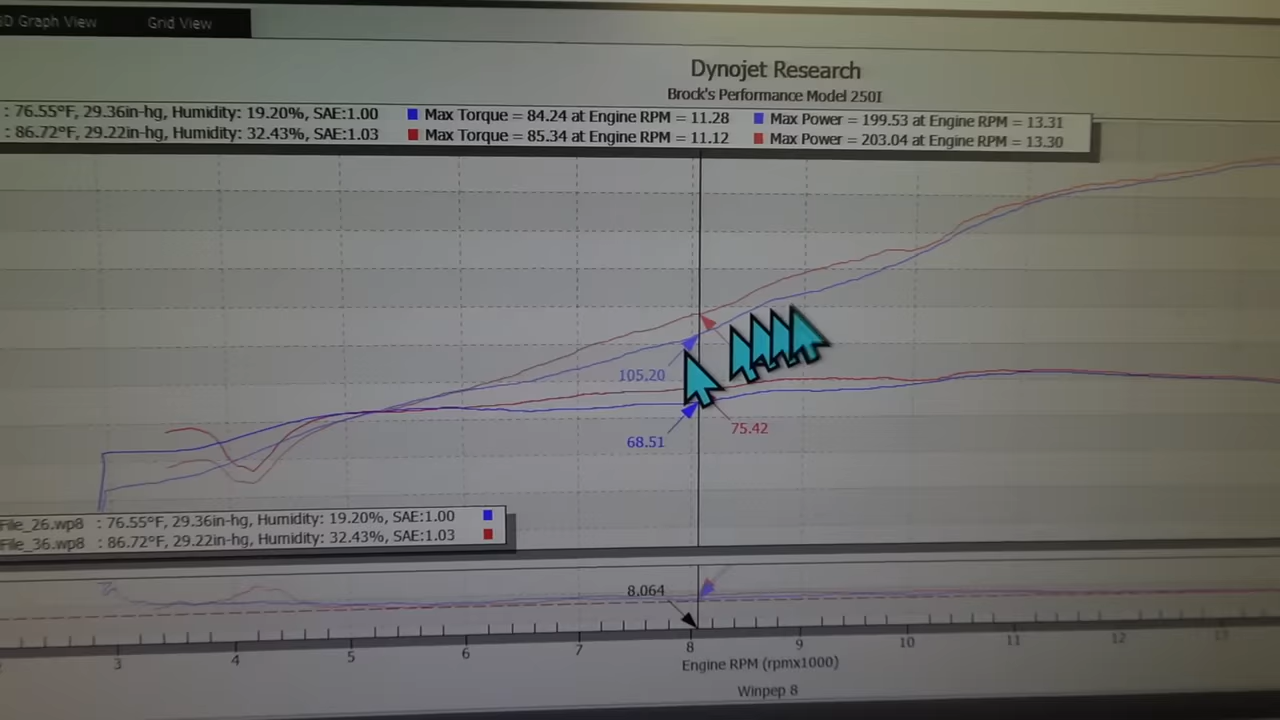 D Graph View Grid View
Dynojet Research
Brock's Performance Model 250I
: 76.55°F, 29.36in-hg, Humidity: 19.20%, SAE:1.00 Max Torque = 84.24 at Engine RPM = 11.28 Max Power = 199.53 at Engine RPM = 13.31
: 86.72°F, 29.22in-hg, Humidity: 32.43%, SAE:1.03 Max Torque = 85.34 at Engine RPM = 11.12 Max Power = 203.04 at Engine RPM = 13.30
105.20
68.51
75.42
File_26.wp8 : 76.55°F, 29.36in-hg, Humidity: 19.20%, SAE:1.00
File_36.wp8 : 86.72°F, 29.22in-hg, Humidity: 32.43%, SAE:1.03
8.064
3 4 5 6 7 8 9 10 11 12 13
Engine RPM (rpmx1000)
Winpep 8